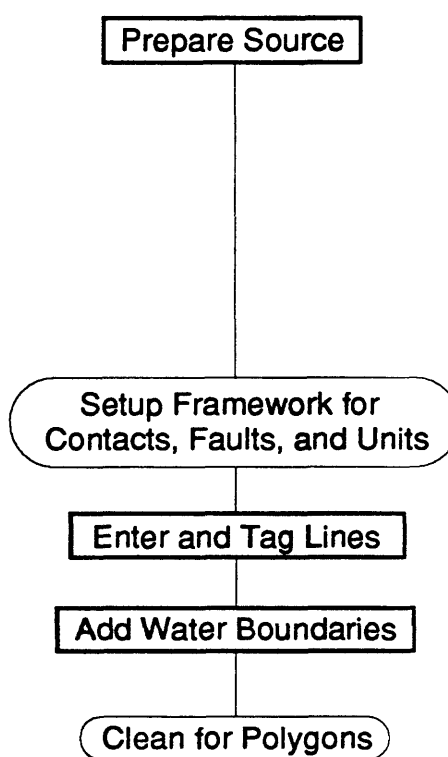 Prepare Source
Setup Framework for
Contacts, Faults, and Units
Enter and Tag Lines
Add Water Boundaries
Clean for Polygons